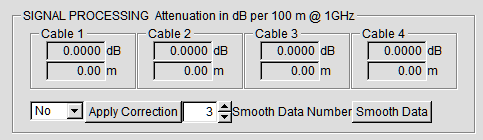 SIGNAL PROCESSING Attenuation in dB per 100 m @ 1GHz
Cable 1 Cable 2 Cable 3 Cable 4
0.0000 dB 0.0000 dB 0.0000 dB 0.0000 dB
0.00 m 0.00 m 0.00 m 0.00 m
No Apply Correction 3 Smooth Data Number Smooth Data